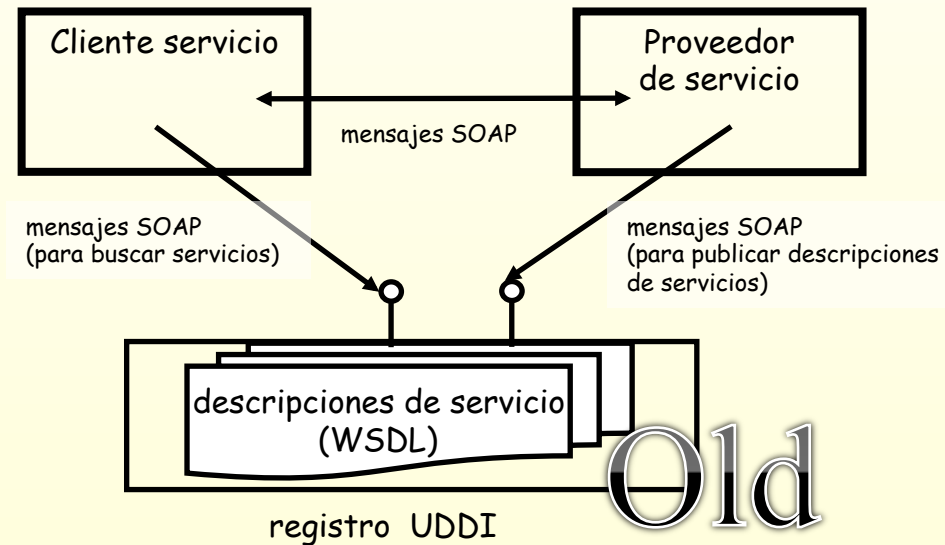 Cliente servicio
Proveedor
de servicio
mensajes SOAP
mensajes SOAP
(para buscar servicios)
mensajes SOAP
(para publicar descripciones
de servicios)
descripciones de servicio
(WSDL)
Old
registro UDDI